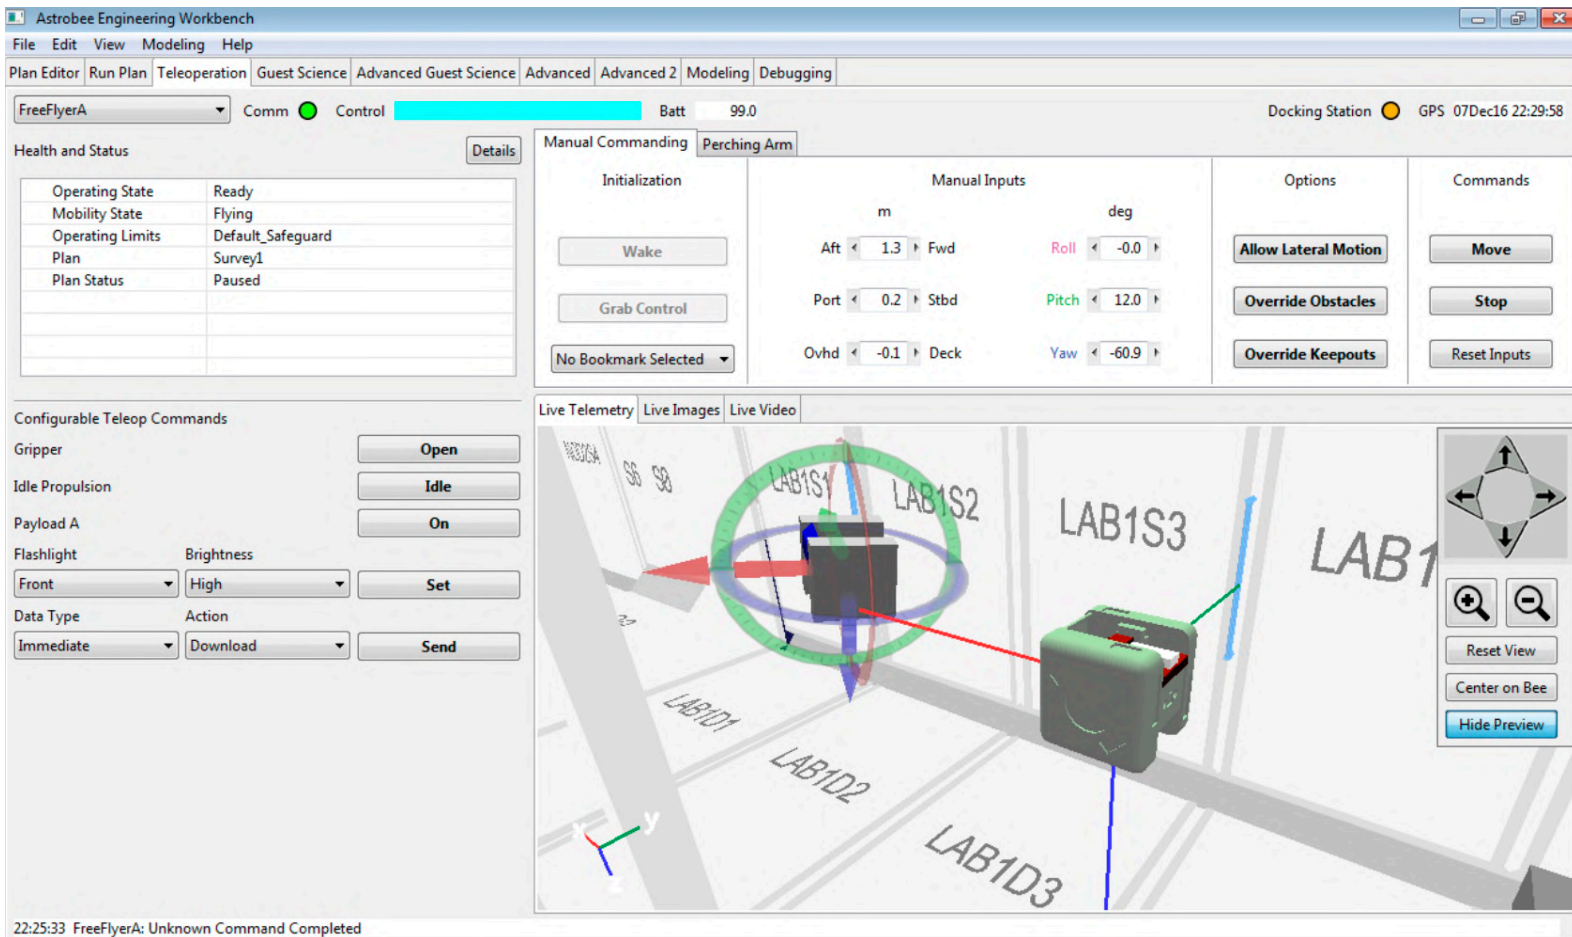 Astrobee Engineering Workbench
File Edit View Modeling Help
Plan Editor Run Plan Teleoperation Guest Science Advanced Guest Science Advanced Advanced 2 Modeling Debugging
FreeFlyerA Comm Control Batt 99.0 Docking Station GPS 07Dec16 22:29:58
Health and Status Details
Operating State Ready
Mobility State Flying
Operating Limits Default_Safeguard
Plan Survey1
Plan Status Paused
Configurable Teleop Commands
Gripper Open
Idle Propulsion Idle
Payload A On
Flashlight Brightness
Front High Set
Data Type Action
Immediate Download Send
Manual Commanding Perching Arm
Initialization Manual Inputs Options Commands
m deg
Wake Aft 1.3 Fwd Roll -0.0 Allow Lateral Motion Move
Grab Control Port 0.2 Stbd Pitch 12.0 Override Obstacles Stop
No Bookmark Selected Ovhd -0.1 Deck Yaw -60.9 Override Keepouts Reset Inputs
Live Telemetry Live Images Live Video
S6 S0
LAB1S1 LAB1S2 LAB1S3 LAB1
LAB1D1
LAB1D2
LAB1D3
x y
z
Reset View
Center on Bee
Hide Preview
22:25:33 FreeFlyerA: Unknown Command Completed